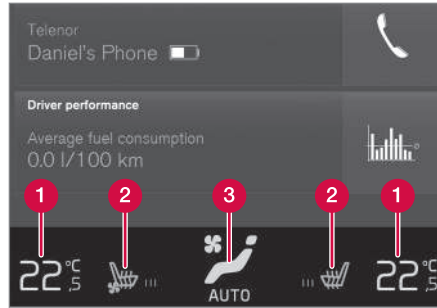 Telenor
Daniel's Phone
Driver performance
Average fuel consumption
0.0 l/100 km
1 2 3 2 1
22 °C ,5 22 °C ,5
AUTO